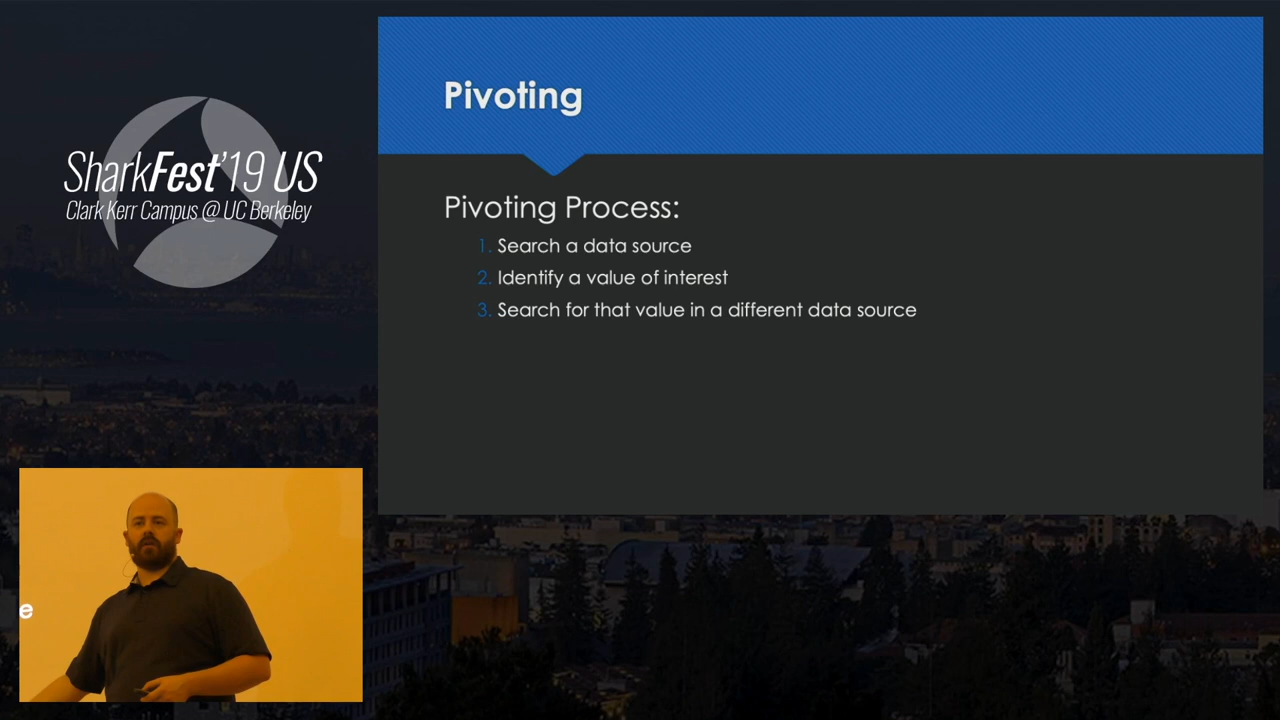 SharkFest'19 US
Clark Kerr Campus @ UC Berkeley
Pivoting
Pivoting Process:
1. Search a data source
2. Identify a value of interest
3. Search for that value in a different data source
e